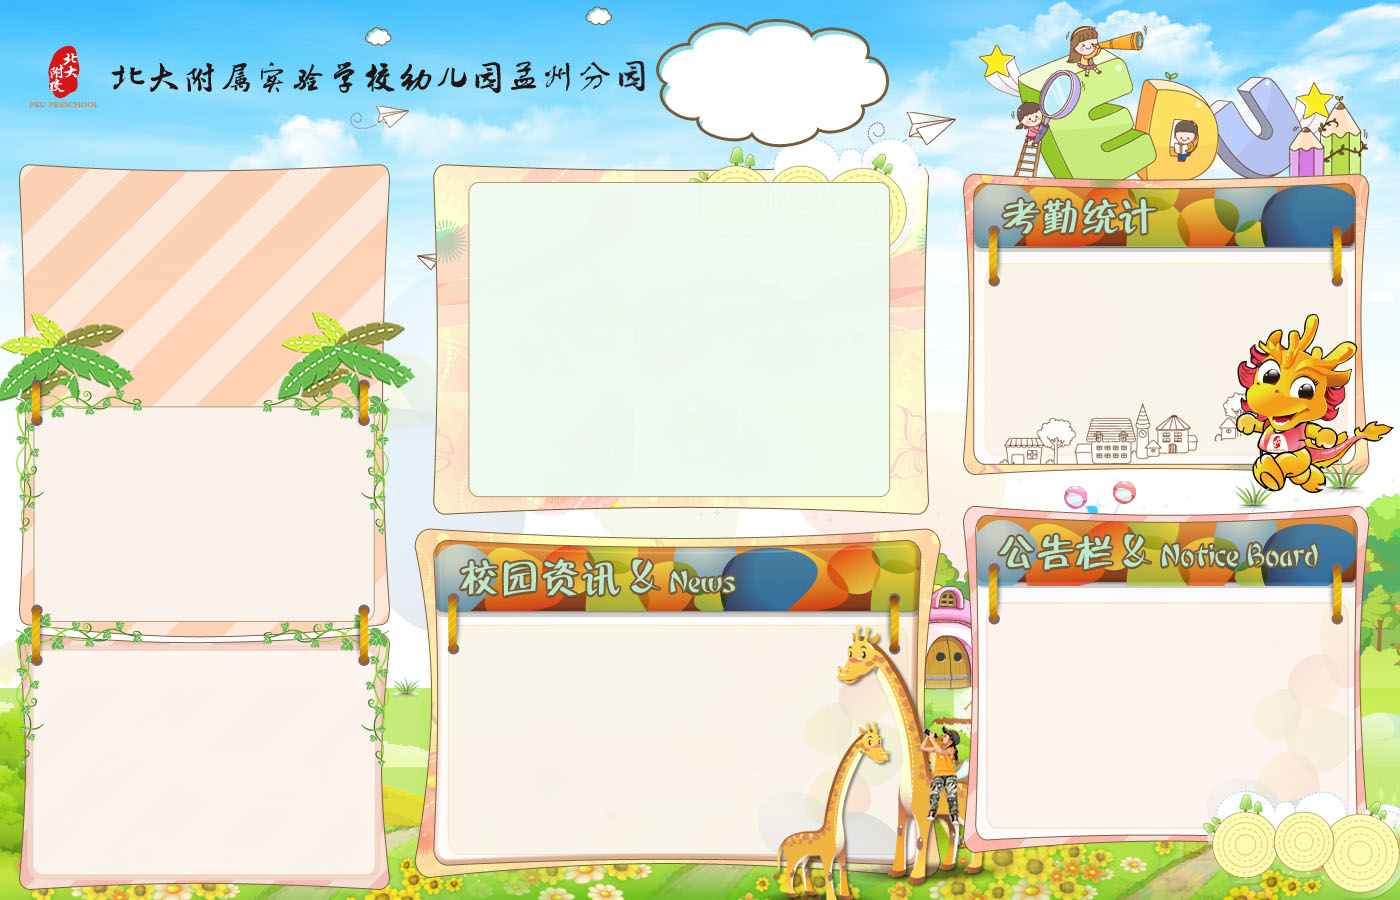 北大
附校
PKU PRESCHOOL
北大附属实验学校幼儿园孟州分园
EDU
考勤统计
校园资讯 & News
公告栏 & Notice Board